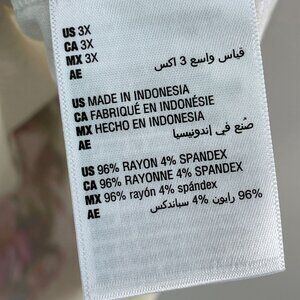 US 3X
CA 3X
MX 3X
AE قياس واسع 3 اكس
US MADE IN INDONESIA
CA FABRIQUÉ EN INDONÉSIE
MX HECHO EN INDONESIA
AE صُنع في إندونيسيا
US 96% RAYON 4% SPANDEX
CA 96% RAYONNE 4% SPANDEX
MX 96% rayón 4% spándex
AE 96% رايون 4% سباندكس